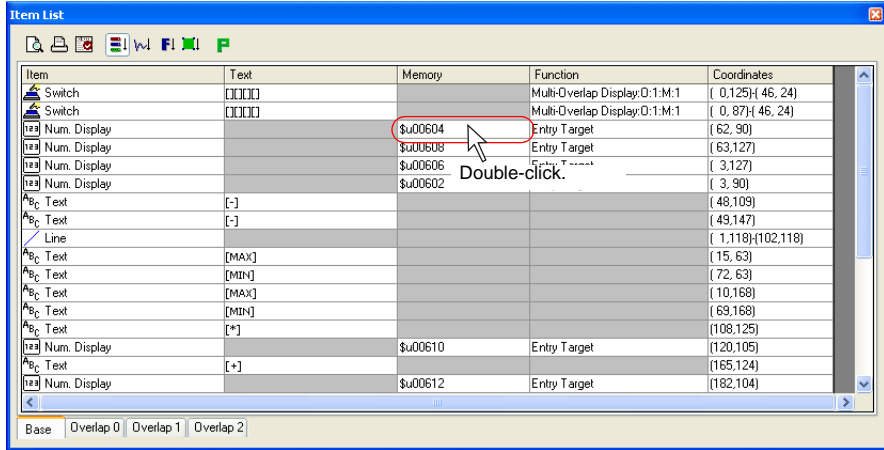 Item List
Item Text Memory Function Coordinates
Switch [][][][] Multi-Overlap Display:O:1:M:1 ( 0,125)-( 46, 24)
Switch [][][][] Multi-Overlap Display:O:1:M:1 ( 0, 87)-( 46, 24)
Num. Display $u00604 Entry Target ( 62, 90)
Num. Display $u00608 Entry Target ( 63,127)
Num. Display $u00606 ( 3,127)
Num. Display $u00602 ( 3, 90)
Double-click.
Text [-] ( 48,109)
Text [-] ( 49,147)
Line ( 1,118)-(102,118)
Text [MAX] ( 15, 63)
Text [MIN] ( 72, 63)
Text [MAX] ( 10,168)
Text [MIN] ( 69,168)
Text [*] (108,125)
Num. Display $u00610 Entry Target (120,105)
Text [+] (165,124)
Num. Display $u00612 Entry Target (182,104)
Base Overlap 0 Overlap 1 Overlap 2